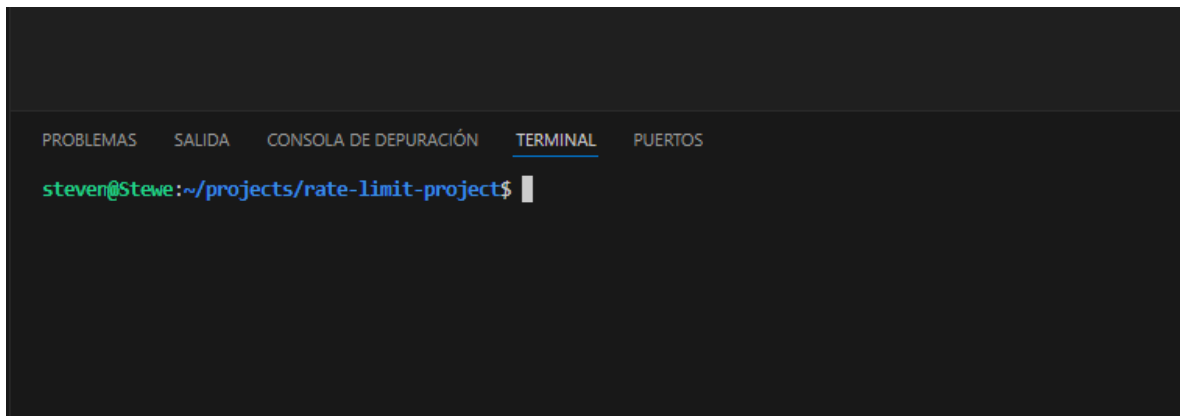 PROBLEMAS SALIDA CONSOLA DE DEPURACIÓN TERMINAL PUERTOS
steven@Stewe:~/projects/rate-limit-project$